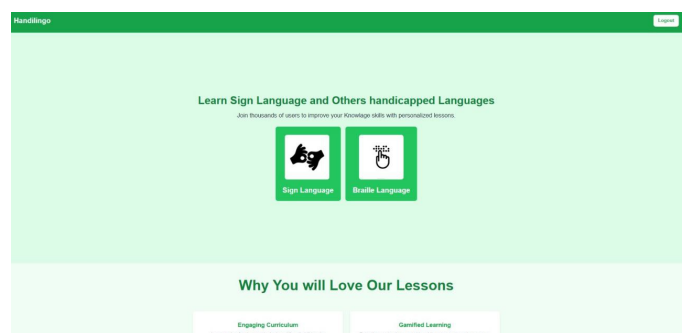 Handilingo
Logout
Learn Sign Language and Others handicapped Languages
Join thousands of users to improve your Knowlage skills with personalized lessons.
Sign Language
Braille Language
Why You will Love Our Lessons
Engaging Curriculum
Gamified Learning